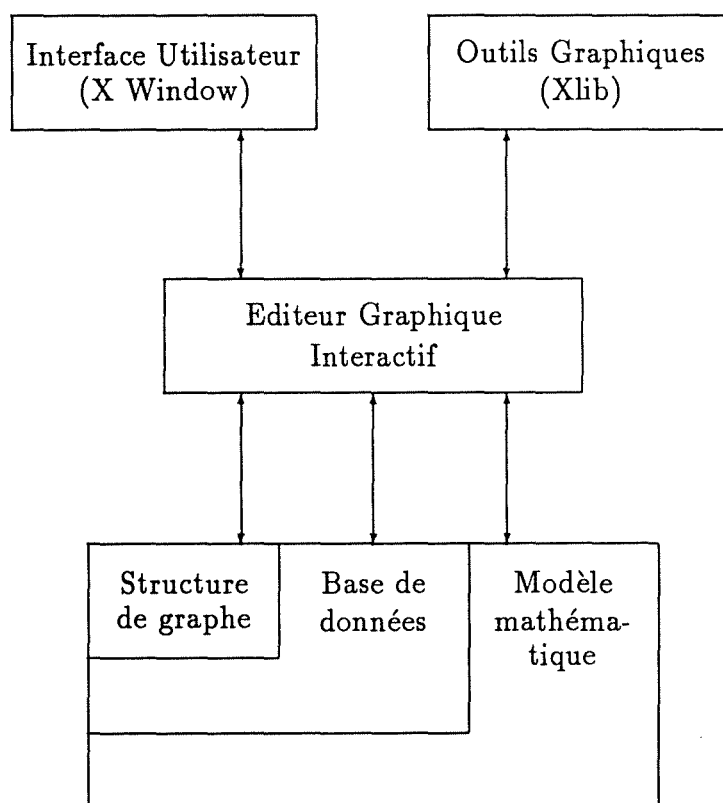 Interface Utilisateur
(X Window)
Outils Graphiques
(Xlib)
Editeur Graphique
Interactif
Structure
de graphe
Base de
données
Modèle
mathéma-
tique